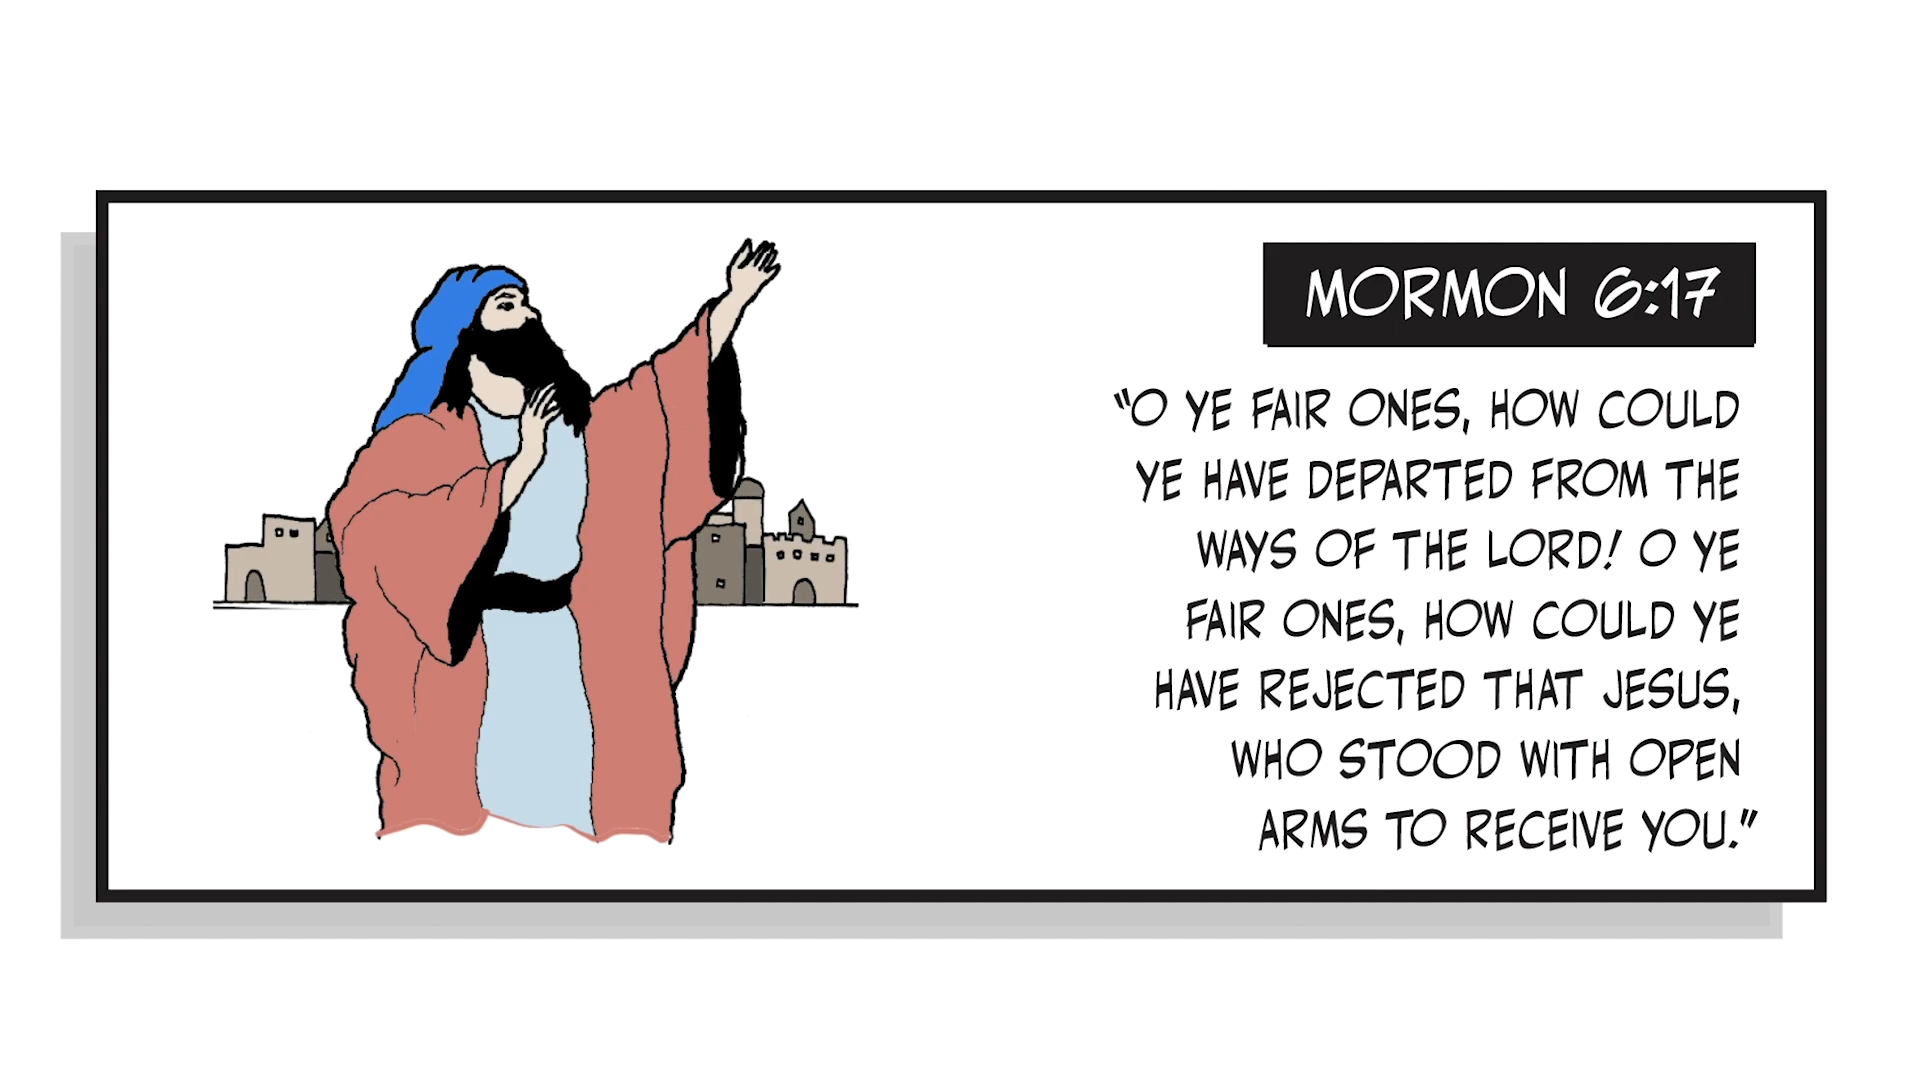 MORMON 6:17
“O YE FAIR ONES, HOW COULD
YE HAVE DEPARTED FROM THE
WAYS OF THE LORD! O YE
FAIR ONES, HOW COULD YE
HAVE REJECTED THAT JESUS,
WHO STOOD WITH OPEN
ARMS TO RECEIVE YOU.”